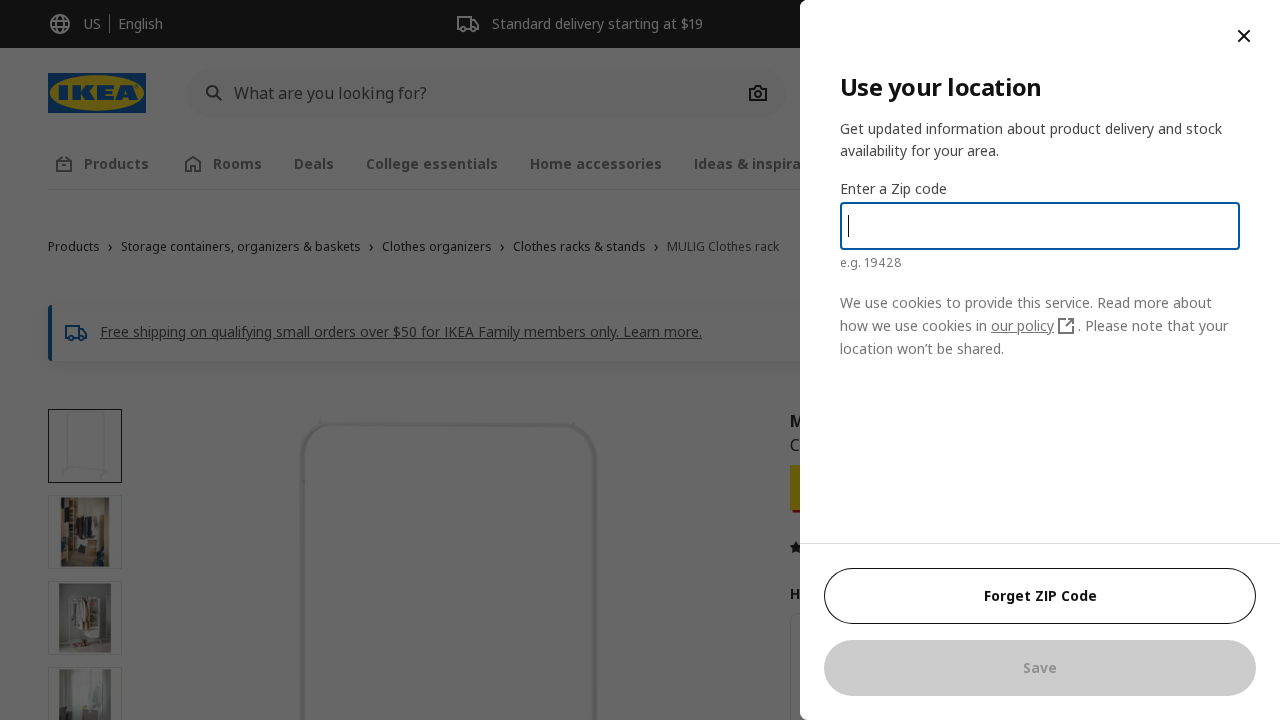 US English
Standard delivery starting at $19
IKEA
What are you looking for?
Products
Rooms
Deals
College essentials
Home accessories
Ideas & inspira
Products › Storage containers, organizers & baskets › Clothes organizers › Clothes racks & stands › MULIG Clothes rack
Free shipping on qualifying small orders over $50 for IKEA Family members only. Learn more.
Use your location
Get updated information about product delivery and stock
availability for your area.
Enter a Zip code
e.g. 19428
We use cookies to provide this service. Read more about
how we use cookies in our policy . Please note that your
location won’t be shared.
Forget ZIP Code
Save